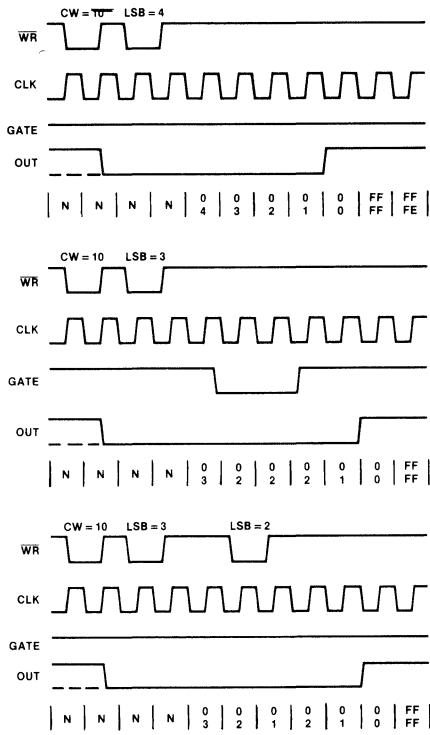 CW = 10 LSB = 4
WR
CLK
GATE
OUT
N N N N 0 0 0 0 0 FF FF
4 3 2 1 0 FF FE
CW = 10 LSB = 3
WR
CLK
GATE
OUT
N N N N 0 0 0 0 0 0 FF
3 2 2 2 1 0 FF
CW = 10 LSB = 3 LSB = 2
WR
CLK
GATE
OUT
N N N N 0 0 0 0 0 0 FF
3 2 1 2 1 0 FF